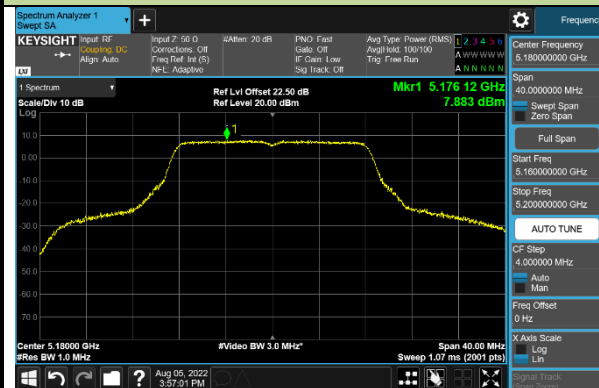 Spectrum Analyzer 1
Swept SA
Frequency
KEYSIGHT
Input: RF
Coupling: DC
Align: Auto
Input Z: 50 Ω
Corrections: Off
Freq Ref: Int (S)
NFE: Adaptive
#Atten: 20 dB
PNO: Fast
Gate: Off
IF Gain: Low
Sig Track: Off
Avg Type: Power (RMS)
Avg|Hold: 100/100
Trig: Free Run
1 2 3 4 5 6
A W W W W W
A N N N N N
LXI
1 Spectrum
Scale/Div 10 dB
Log
Ref Lvl Offset 22.50 dB
Ref Level 20.00 dBm
Mkr1 5.176 12 GHz
7.883 dBm
1
10.0
0.00
-10.0
-20.0
-30.0
-40.0
-50.0
-60.0
-70.0
Center 5.18000 GHz
#Res BW 1.0 MHz
#Video BW 3.0 MHz*
Span 40.00 MHz
Sweep 1.07 ms (2001 pts)
Center Frequency
5.180000000 GHz
Span
40.0000000 MHz
Swept Span
Zero Span
Full Span
Start Freq
5.160000000 GHz
Stop Freq
5.200000000 GHz
AUTO TUNE
CF Step
4.000000 MHz
Auto
Man
Freq Offset
0 Hz
X Axis Scale
Log
Lin
Signal Track
(Span Zoom)
?
Aug 05, 2022
3:57:01 PM